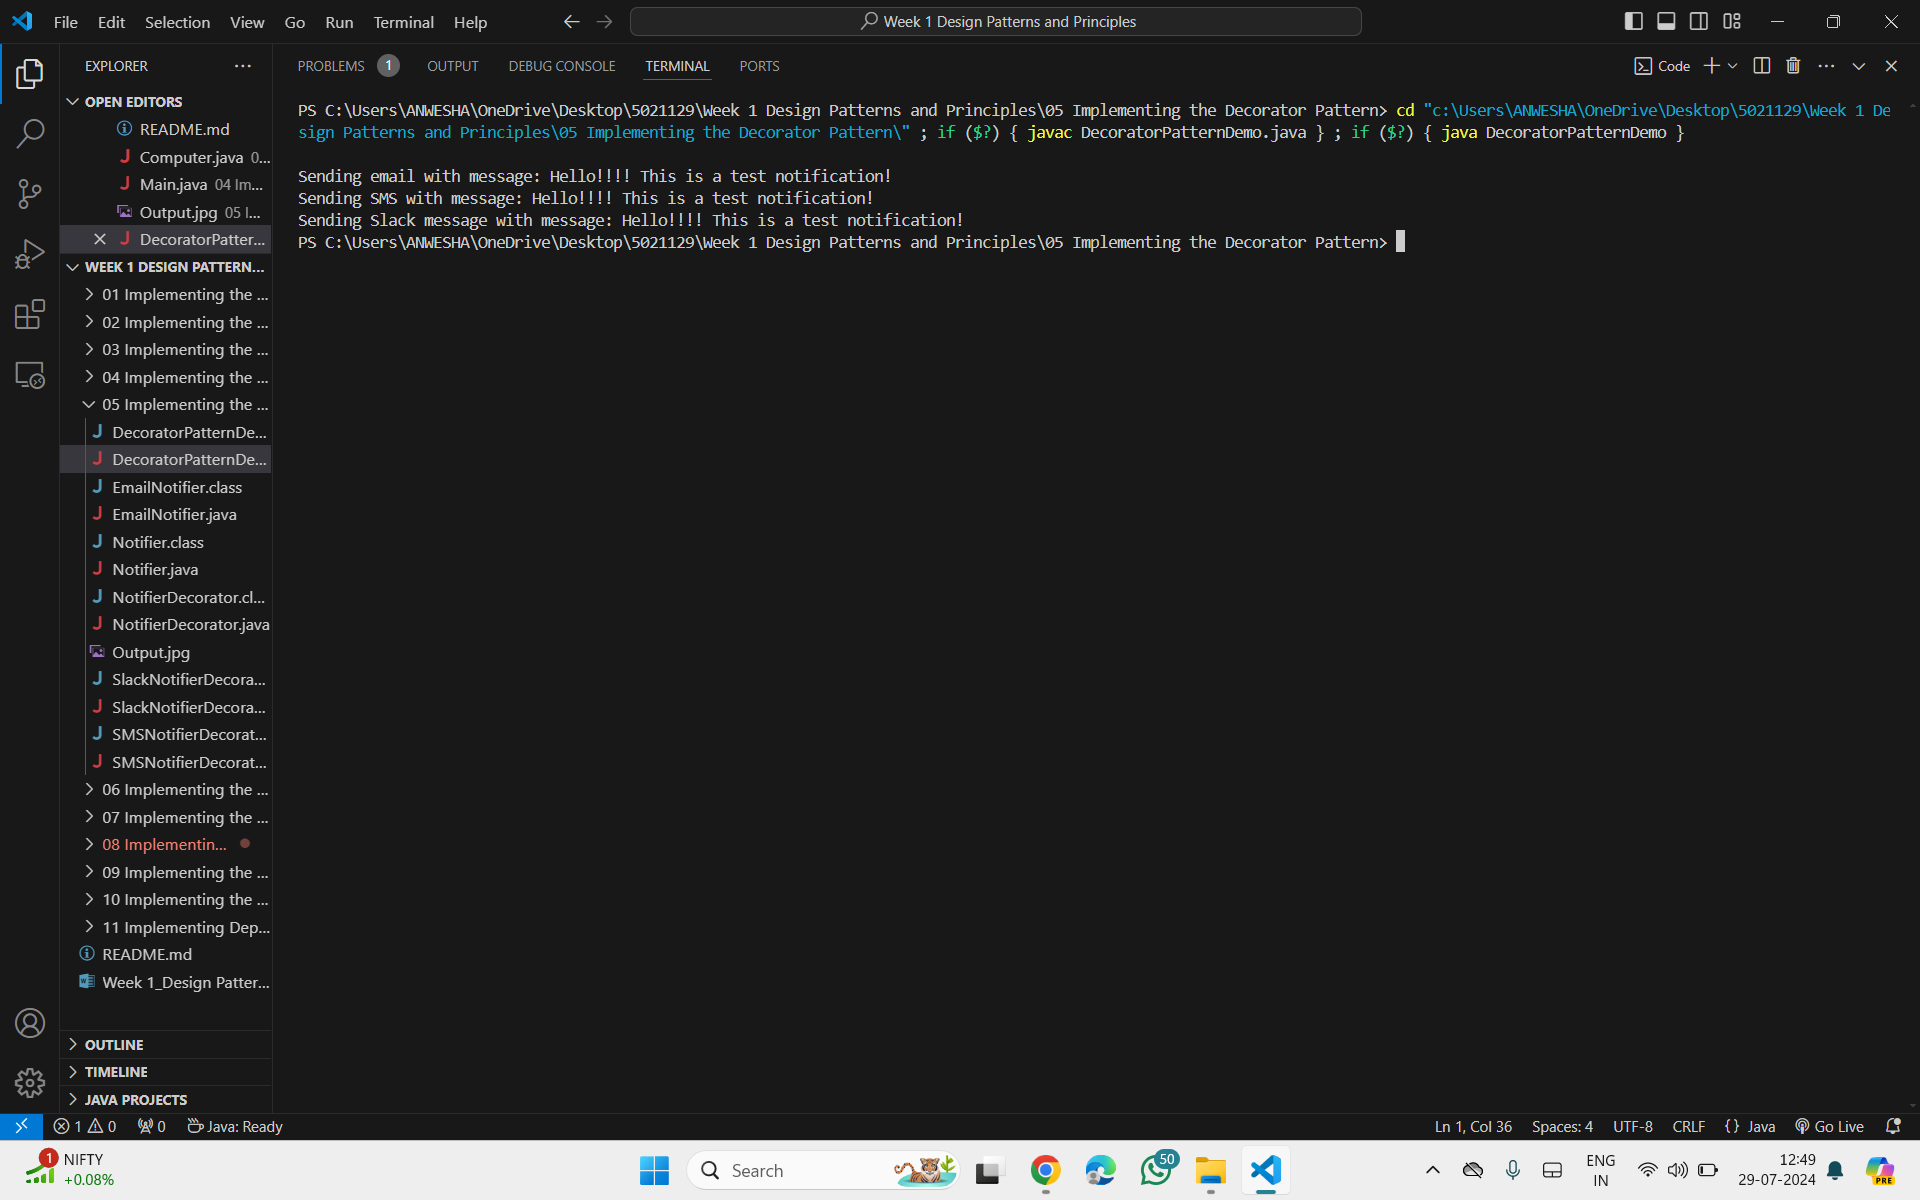 File Edit Selection View Go Run Terminal Help
Week 1 Design Patterns and Principles
EXPLORER
OPEN EDITORS
README.md
Computer.java 0...
Main.java 04 Im...
Output.jpg 05 I...
DecoratorPatter...
WEEK 1 DESIGN PATTERN...
01 Implementing the ...
02 Implementing the ...
03 Implementing the ...
04 Implementing the ...
05 Implementing the ...
DecoratorPatternDe...
DecoratorPatternDe...
EmailNotifier.class
EmailNotifier.java
Notifier.class
Notifier.java
NotifierDecorator.cl...
NotifierDecorator.java
Output.jpg
SlackNotifierDecora...
SlackNotifierDecora...
SMSNotifierDecorat...
SMSNotifierDecorat...
06 Implementing the ...
07 Implementing the ...
08 Implementin...
09 Implementing the ...
10 Implementing the ...
11 Implementing Dep...
README.md
Week 1_Design Patter...
OUTLINE
TIMELINE
JAVA PROJECTS
PROBLEMS 1 OUTPUT DEBUG CONSOLE TERMINAL PORTS
Code
PS C:\Users\ANWESHA\OneDrive\Desktop\5021129\Week 1 Design Patterns and Principles\05 Implementing the Decorator Pattern> cd "c:\Users\ANWESHA\OneDrive\Desktop\5021129\Week 1 De
sign Patterns and Principles\05 Implementing the Decorator Pattern\" ; if ($?) { javac DecoratorPatternDemo.java } ; if ($?) { java DecoratorPatternDemo }
Sending email with message: Hello!!!! This is a test notification!
Sending SMS with message: Hello!!!! This is a test notification!
Sending Slack message with message: Hello!!!! This is a test notification!
PS C:\Users\ANWESHA\OneDrive\Desktop\5021129\Week 1 Design Patterns and Principles\05 Implementing the Decorator Pattern>
1 0 0 Java: Ready
Ln 1, Col 36 Spaces: 4 UTF-8 CRLF {} Java Go Live
1
NIFTY
+0.08%
Search
50
ENG
IN
12:49
29-07-2024
PRE